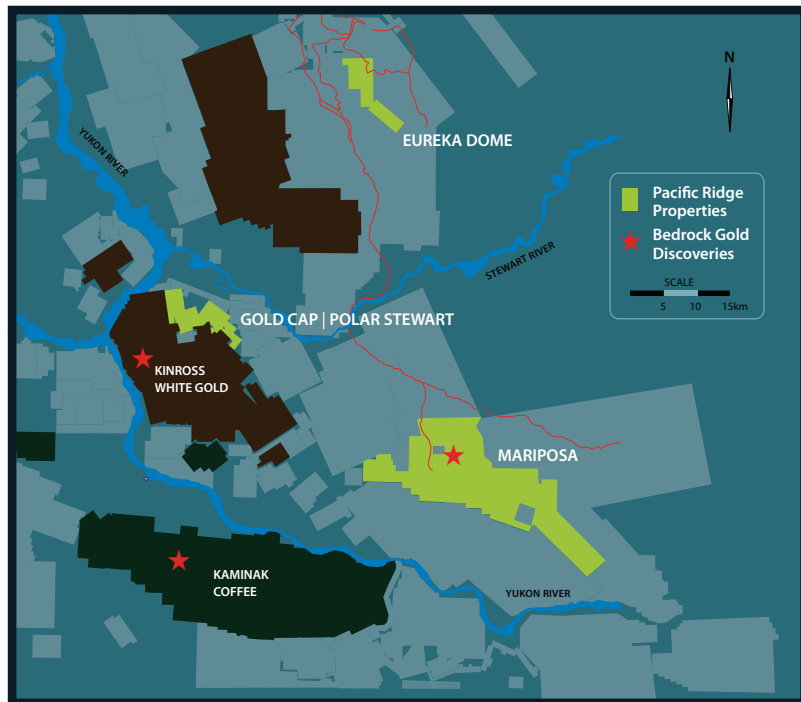 N
YUKON RIVER
EUREKA DOME
Pacific Ridge
Properties
Bedrock Gold
Discoveries
SCALE
5 10 15km
STEWART RIVER
GOLD CAP | POLAR STEWART
KINROSS
WHITE GOLD
MARIPOSA
KAMINAK
COFFEE
YUKON RIVER